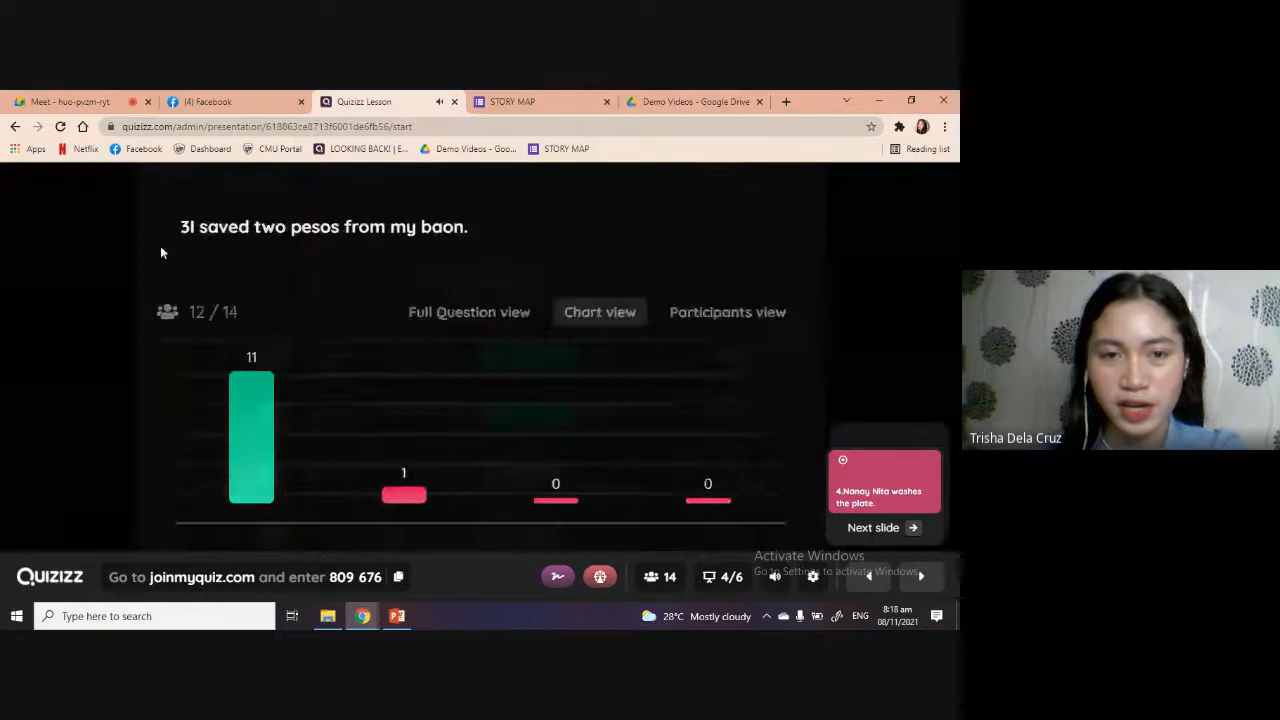 Meet - huo-pvzm-ryt
(4) Facebook
Quizizz Lesson
STORY MAP
Demo Videos - Google Drive
quizizz.com/admin/presentation/618863ce8713f6001de6fb56/start
Apps
Netflix
Facebook
Dashboard
CMU Portal
LOOKING BACK! | E...
Demo Videos - Goo...
STORY MAP
Reading list
3I saved two pesos from my baon.
12 / 14
Full Question view
Chart view
Participants view
11
1
0
0
4.Nanay Nita washes
the plate.
Next slide
Trisha Dela Cruz
Activate Windows
Go to Settings to activate Windows.
QUIZIZZ
Go to joinmyquiz.com and enter 809 676
14
4/6
Type here to search
28°C Mostly cloudy
ENG
8:18 am
08/11/2021